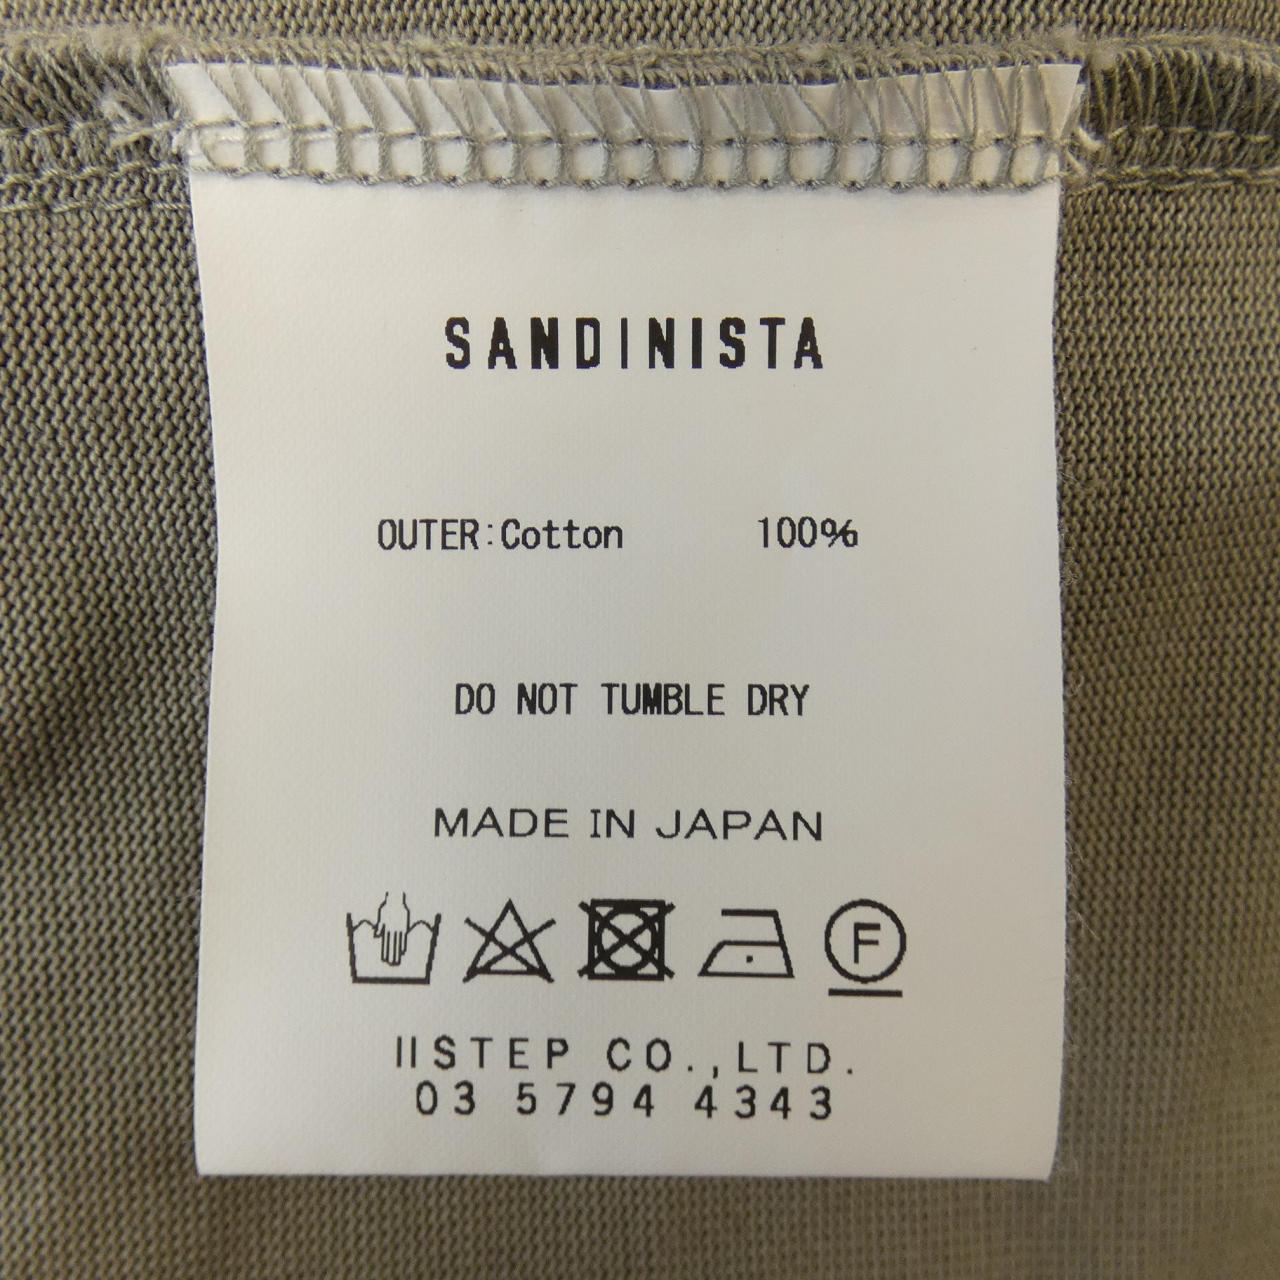 SANDINISTA
OUTER:Cotton 100%
DO NOT TUMBLE DRY
MADE IN JAPAN
F
IISTEP CO.,LTD.
03 5794 4343